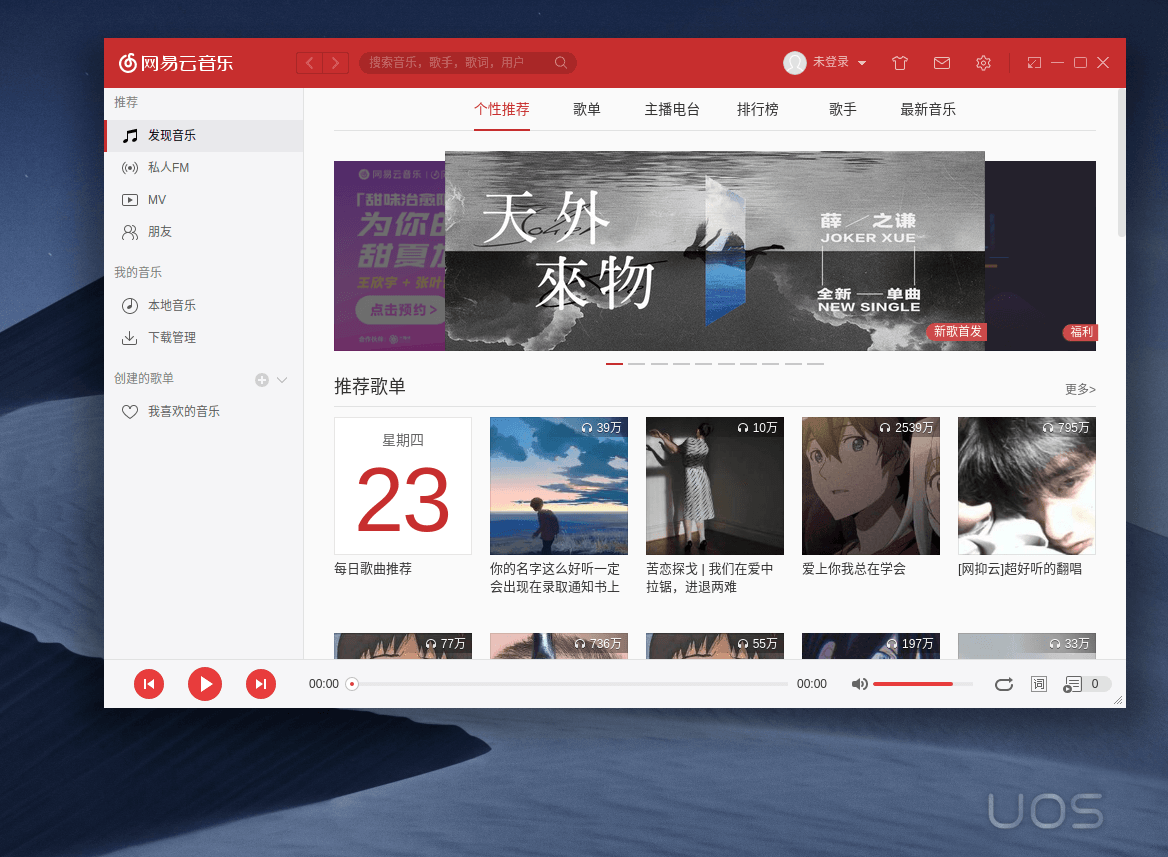 网易云音乐
搜索音乐，歌手，歌词，用户
未登录
推荐
发现音乐
私人FM
MV
朋友
我的音乐
本地音乐
下载管理
创建的歌单
我喜欢的音乐
个性推荐
歌单
主播电台
排行榜
歌手
最新音乐
网易云音乐
「甜味治愈
为你的
甜夏
王欣宇 + 张叶
点击预约 >
天外
來物
Joker
薛／之谦
JOKER XUE
全新 — 单曲
NEW SINGLE
新歌首发
福利
推荐歌单
更多>
星期四
23
每日歌曲推荐
39万
你的名字这么好听一定
会出现在录取通知书上
10万
苦恋探戈 | 我们在爱中
拉锯，进退两难
2539万
爱上你我总在学会
795万
[网抑云]超好听的翻唱
77万
736万
55万
197万
33万
00:00
00:00
词
0
UOS